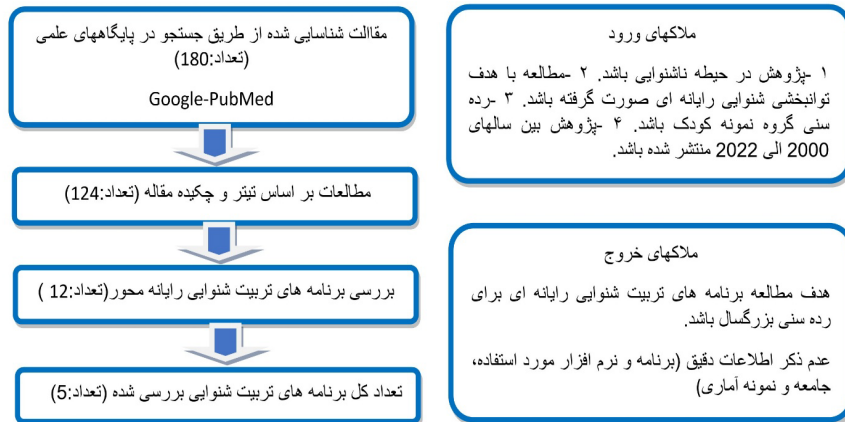 مقاالت شناسایی شده از طریق جستجو در پایگاههای علمی
(تعداد:180)
Google-PubMed
مطالعات بر اساس تیتر و چکیده مقاله (تعداد:124)
بررسی برنامه های تربیت شنوایی رایانه محور(تعداد:12 )
تعداد کل برنامه های تربیت شنوایی بررسی شده (تعداد:5)
ملاکهای ورود
۱ -پژوهش در حیطه ناشنوایی باشد. ۲ -مطالعه با هدف
توانبخشی شنوایی رایانه ای صورت گرفته باشد. ۳ -رده
سنی گروه نمونه کودک باشد. ۴ -پژوهش بین سالهای
2000 الی 2022 منتشر شده باشد.
ملاکهای خروج
هدف مطالعه برنامه های تربیت شنوایی رایانه ای برای
رده سنی بزرگسال باشد.
عدم ذکر اطلاعات دقیق (برنامه و نرم افزار مورد استفاده،
جامعه و نمونه آماری)